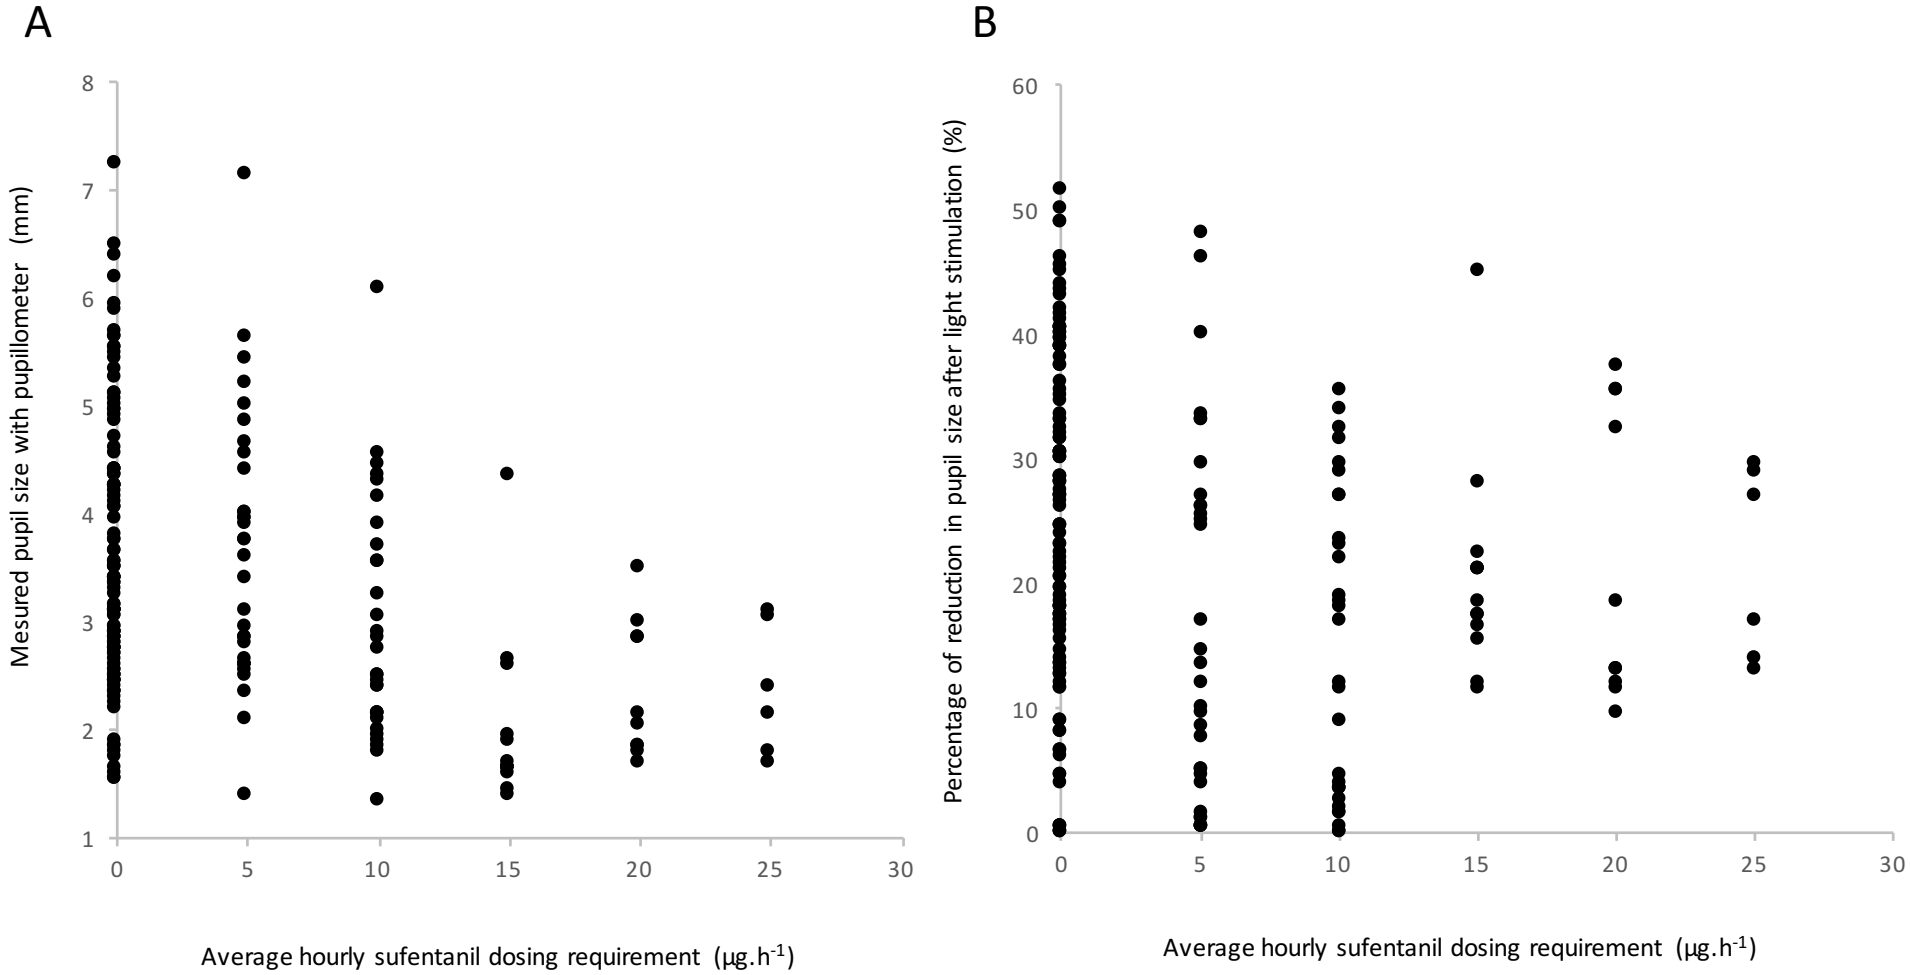 A
Mesured pupil size with pupillometer (mm)
8
7
6
5
4
3
2
1
0 5 10 15 20 25 30
Average hourly sufentanil dosing requirement (µg.h-1)
B
Percentage of reduction in pupil size after light stimulation (%)
60
50
40
30
20
10
0
0 5 10 15 20 25 30
Average hourly sufentanil dosing requirement (µg.h-1)